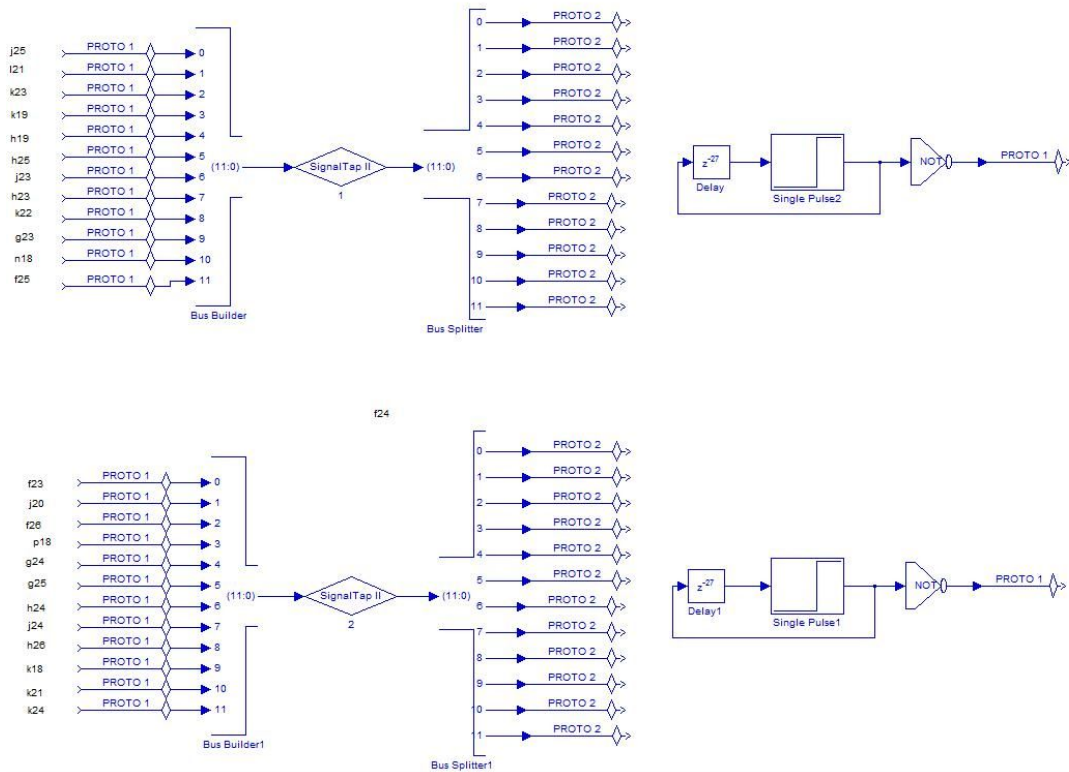 j25 PROTO 1 0
l21 PROTO 1 1
k23 PROTO 1 2
k19 PROTO 1 3
h19 PROTO 1 4
h25 PROTO 1 5
j23 PROTO 1 6
h23 PROTO 1 7
k22 PROTO 1 8
g23 PROTO 1 9
n18 PROTO 1 10
f25 PROTO 1 11
Bus Builder
(11:0)
SignalTap II
1
(11:0)
0 PROTO 2
1 PROTO 2
2 PROTO 2
3 PROTO 2
4 PROTO 2
5 PROTO 2
6 PROTO 2
7 PROTO 2
8 PROTO 2
9 PROTO 2
10 PROTO 2
11 PROTO 2
Bus Splitter
z-27
Delay
Single Pulse2
NOT
PROTO 1
f24
f23 PROTO 1 0
j20 PROTO 1 1
f26 PROTO 1 2
p18 PROTO 1 3
g24 PROTO 1 4
g25 PROTO 1 5
h24 PROTO 1 6
j24 PROTO 1 7
h26 PROTO 1 8
k18 PROTO 1 9
k21 PROTO 1 10
k24 PROTO 1 11
Bus Builder1
(11:0)
SignalTap II
2
(11:0)
0 PROTO 2
1 PROTO 2
2 PROTO 2
3 PROTO 2
4 PROTO 2
5 PROTO 2
6 PROTO 2
7 PROTO 2
8 PROTO 2
9 PROTO 2
10 PROTO 2
11 PROTO 2
Bus Splitter1
z-27
Delay1
Single Pulse1
NOT
PROTO 1